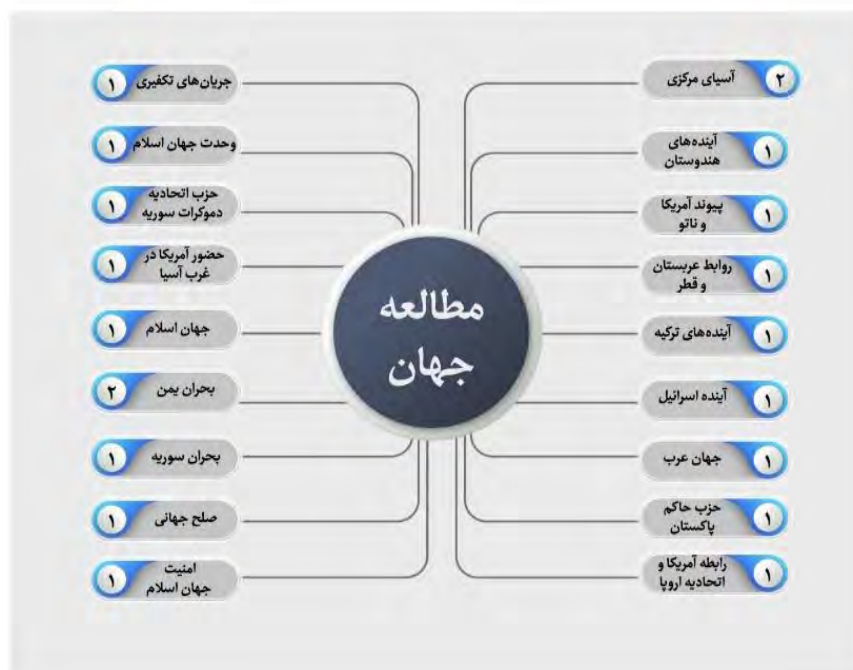 مطالعه
جهان
آسیای مرکزی ۲
آینده‌های
هندوستان ۱
پیوند آمریکا
و ناتو ۱
روابط عربستان
و قطر ۱
آینده‌های ترکیه ۱
آینده اسرائیل ۱
جهان عرب ۱
حزب حاکم
پاکستان ۱
رابطه آمریکا و
اتحادیه اروپا ۱
جریان‌های تکفیری ۱
وحدت جهان اسلام ۱
حزب اتحادیه
دموکرات سوریه ۱
حضور آمریکا در
غرب آسیا ۱
جهان اسلام ۱
بحران یمن ۲
بحران سوریه ۱
صلح جهانی ۱
امنیت
جهان اسلام ۱